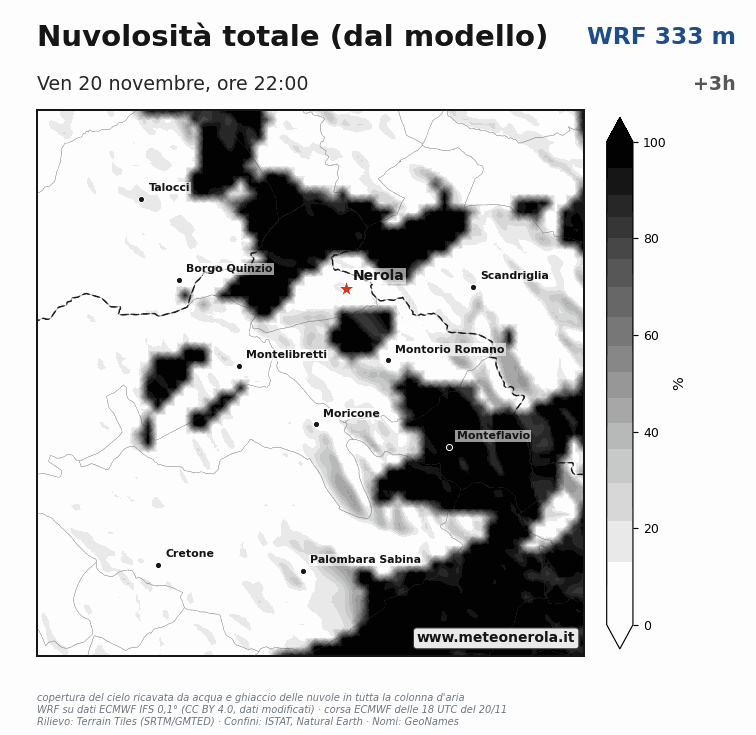 Nuvolosità totale (dal modello) WRF 333 m
Ven 20 novembre, ore 22:00 +3h
Talocci
Borgo Quinzio
Nerola
Scandriglia
Montelibretti
Montorio Romano
Moricone
Monteflavio
Cretone
Palombara Sabina
www.meteonerola.it
100
80
60
40
20
0
%
copertura del cielo ricavata da acqua e ghiaccio delle nuvole in tutta la colonna d'aria
WRF su dati ECMWF IFS 0,1° (CC BY 4.0, dati modificati) · corsa ECMWF delle 18 UTC del 20/11
Rilievo: Terrain Tiles (SRTM/GMTED) · Confini: ISTAT, Natural Earth · Nomi: GeoNames